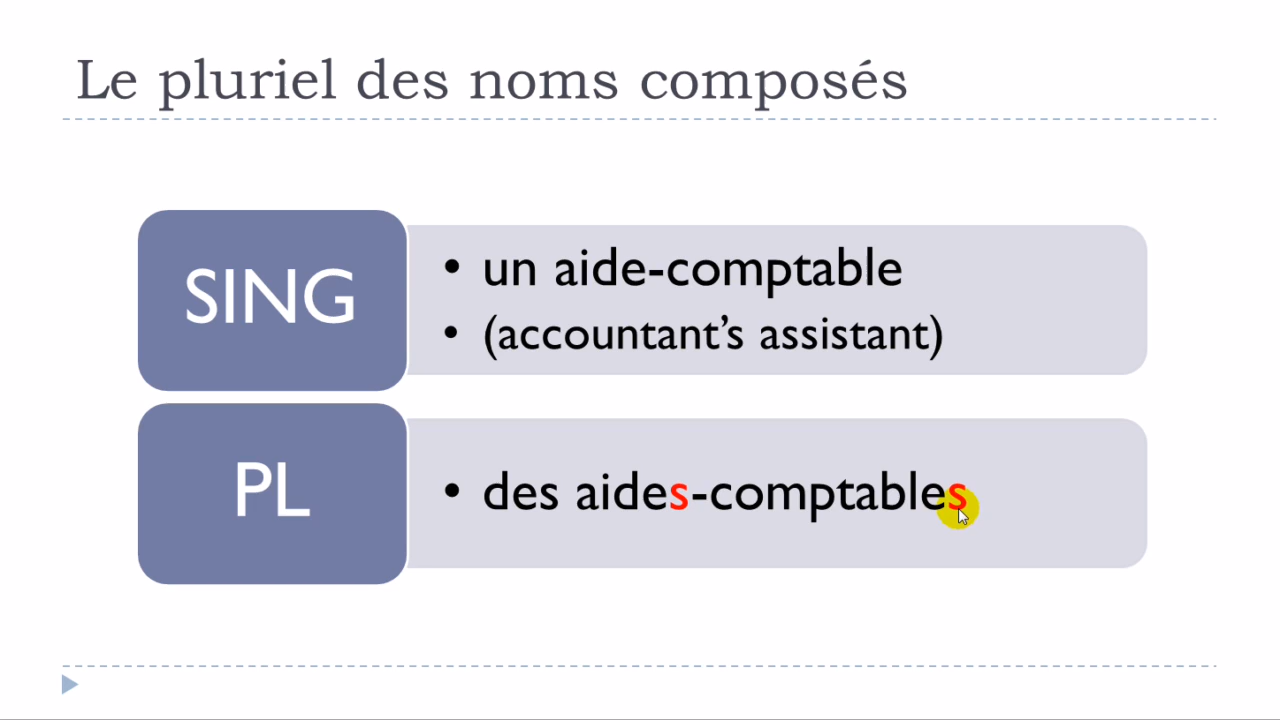 Le pluriel des noms composés
SING
• un aide-comptable
• (accountant’s assistant)
PL
• des aides-comptables